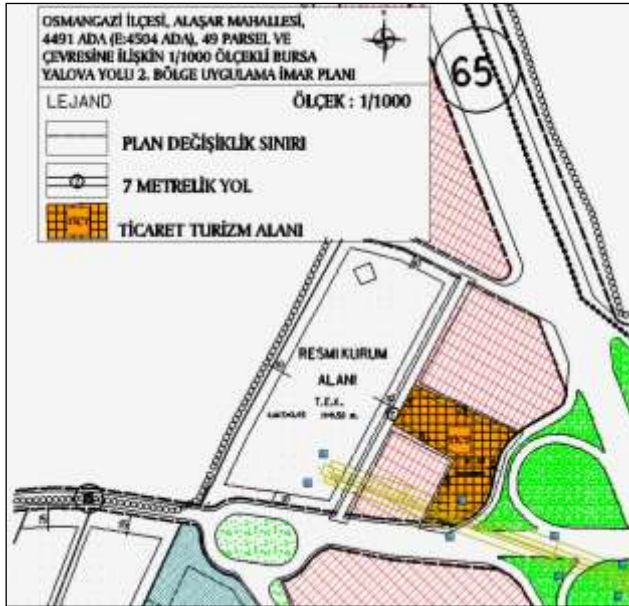 OSMANGAZİ İLÇESİ, ALAŞAR MAHALLESİ,
4491 ADA (E:4504 ADA), 49 PARSEL VE
ÇEVRESİNE İLİŞKİN 1/1000 ÖLÇEKLİ BURSA
YALOVA YOLU 2. BÖLGE UYGULAMA İMAR PLANI
LEJAND
ÖLÇEK : 1/1000
PLAN DEĞİŞİKLİK SINIRI
7 METRELİK YOL
TİCARET TURİZM ALANI
65
RESMİ KURUM
ALANI
T.E.K.